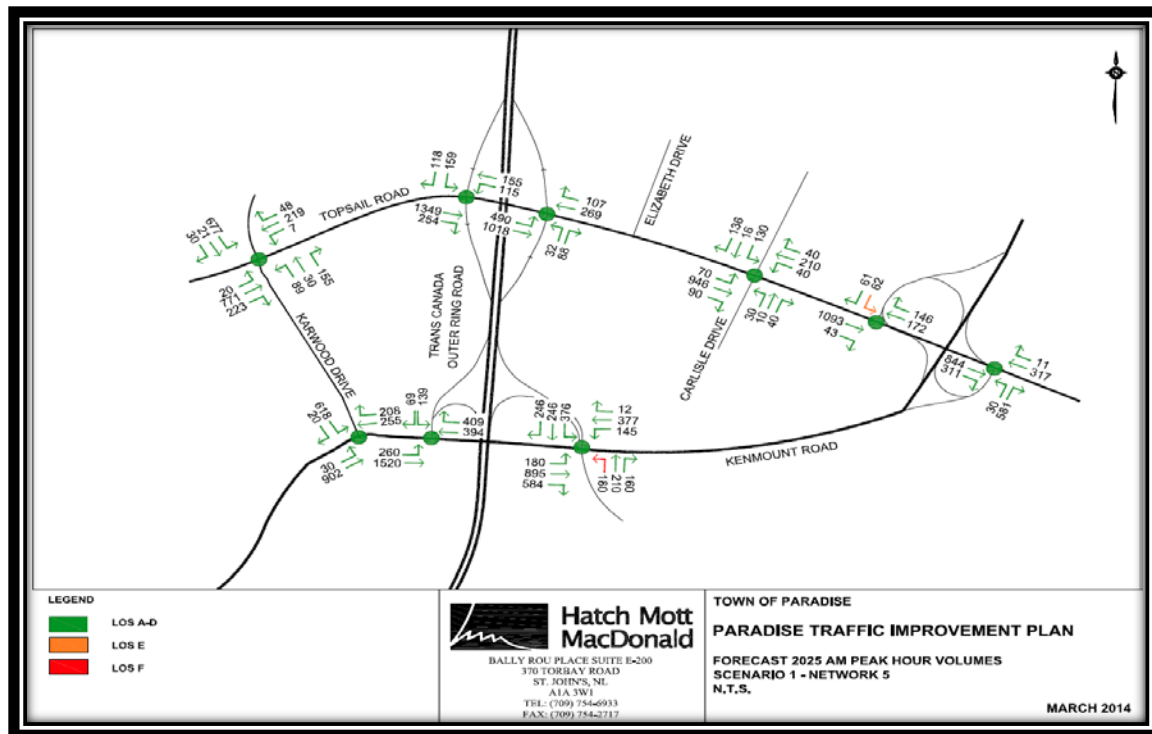 118
159
155
115
TOPSAIL ROAD
ELIZABETH DRIVE
48
219
7
677
21
30
1349
254
490
1018
107
269
32
68
136
16
130
40
210
40
70
946
90
30
10
40
CARLISLE DRIVE
61
62
146
172
1093
43
844
311
11
317
30
581
20
771
223
89
30
155
KARWOOD DRIVE
TRANS CANADA
OUTER RING ROAD
618
20
208
255
69
139
409
394
30
902
260
1520
246
246
376
12
377
145
180
895
584
160
210
160
KENMOUNT ROAD
LEGEND
LOS A-D
LOS E
LOS F
Hatch Mott
MacDonald
BALLY ROU PLACE SUITE E-200
370 TORBAY ROAD
ST. JOHN'S, NL
A1A 3W1
TEL: (709) 754-6933
FAX: (709) 754-2717
TOWN OF PARADISE
PARADISE TRAFFIC IMPROVEMENT PLAN
FORECAST 2025 AM PEAK HOUR VOLUMES
SCENARIO 1 - NETWORK 5
N.T.S.
MARCH 2014